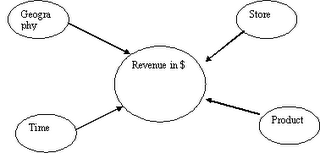 Geogra
phy
Store
Revenue in $
Time
Product